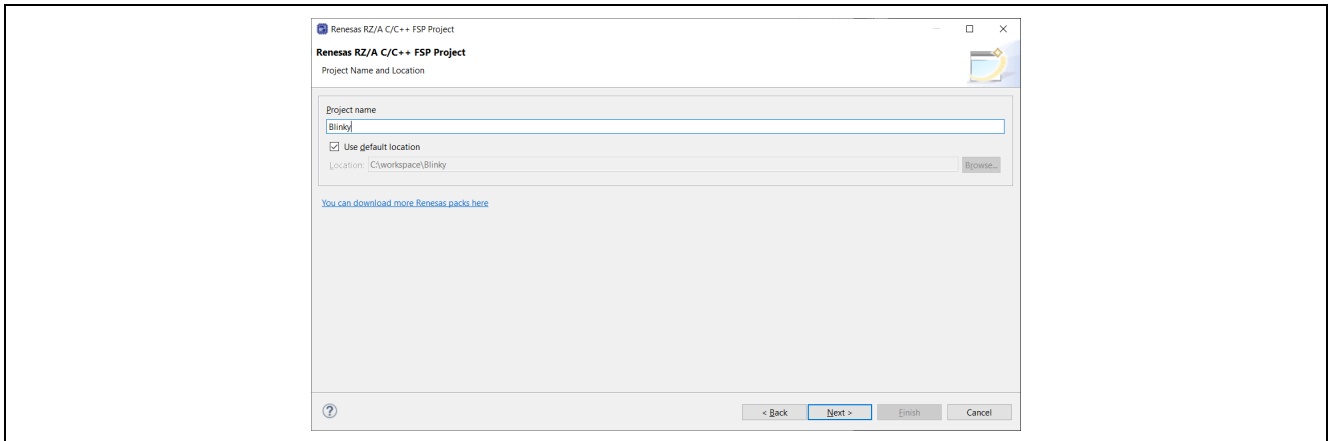 Renesas RZ/A C/C++ FSP Project
Renesas RZ/A C/C++ FSP Project
Project Name and Location
Project name
Blinky
Use default location
Location: C:\workspace\Blinky Browse...
You can download more Renesas packs here
? < Back Next > Finish Cancel